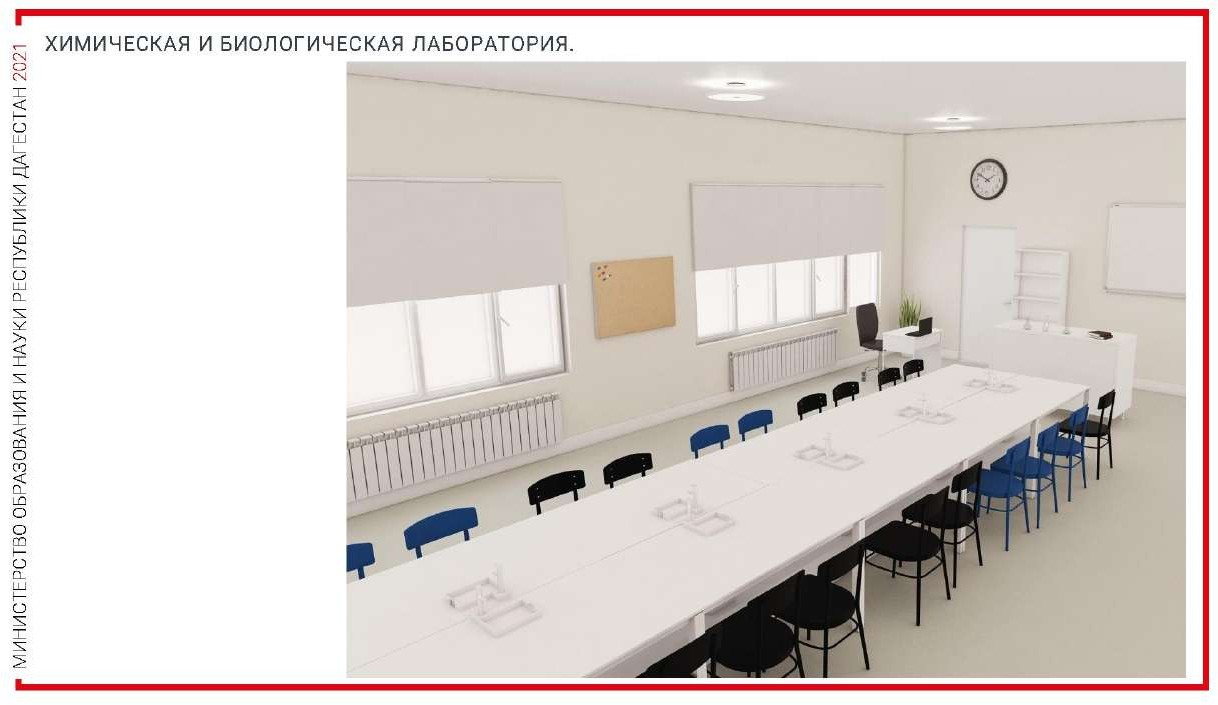 ХИМИЧЕСКАЯ И БИОЛОГИЧЕСКАЯ ЛАБОРАТОРИЯ.
МИНИСТЕРСТВО ОБРАЗОВАНИЯ И НАУКИ РЕСПУБЛИКИ ДАГЕСТАН 2021